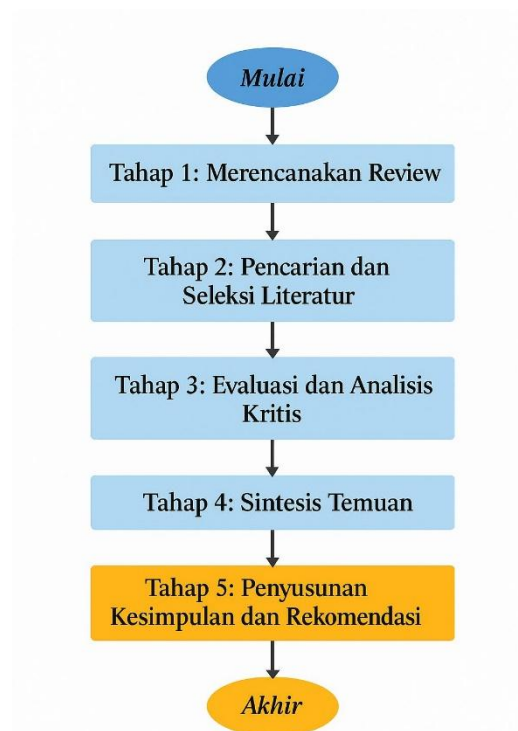 Mulai
Tahap 1: Merencanakan Review
Tahap 2: Pencarian dan
Seleksi Literatur
Tahap 3: Evaluasi dan Analisis
Kritis
Tahap 4: Sintesis Temuan
Tahap 5: Penyusunan
Kesimpulan dan Rekomendasi
Akhir